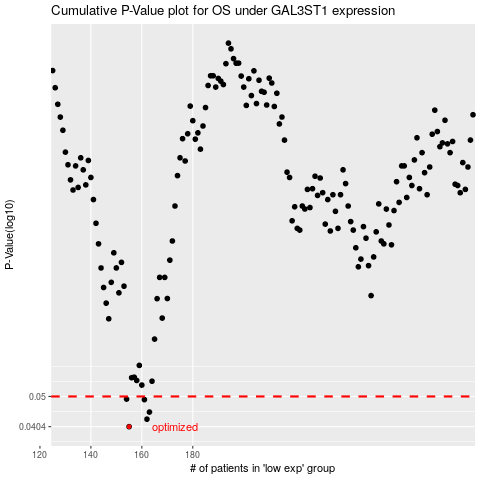 Cumulative P-Value plot for OS under GAL3ST1 expression
P-Value(log10)
0.05
0.0404
optimized
120 140 160 180
# of patients in 'low exp' group